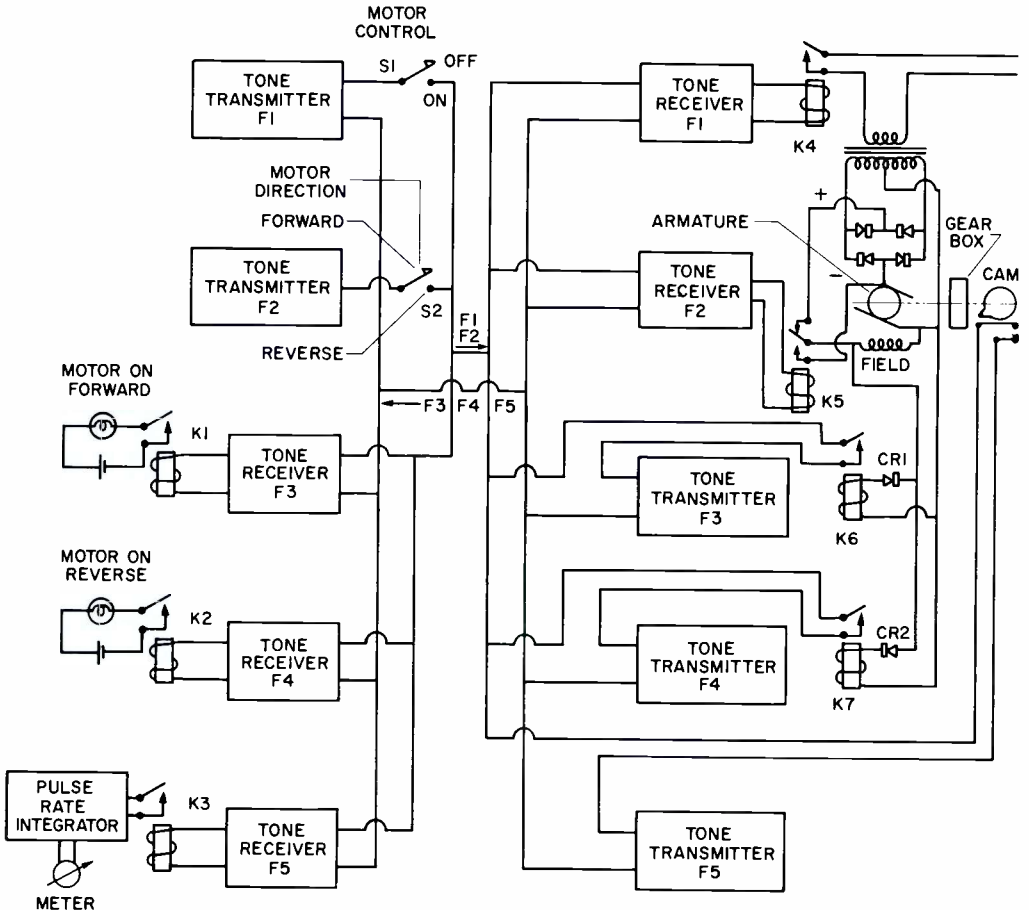 MOTOR
CONTROL
S1
OFF
ON
TONE
TRANSMITTER
F1
MOTOR
DIRECTION
FORWARD
TONE
TRANSMITTER
F2
S2
REVERSE
F1
F2
F3
F4
F5
MOTOR ON
FORWARD
K1
TONE
RECEIVER
F3
MOTOR ON
REVERSE
K2
TONE
RECEIVER
F4
PULSE
RATE
INTEGRATOR
K3
TONE
RECEIVER
F5
METER
TONE
RECEIVER
F1
K4
+
ARMATURE
GEAR
BOX
CAM
TONE
RECEIVER
F2
-
FIELD
K5
TONE
TRANSMITTER
F3
CR1
K6
TONE
TRANSMITTER
F4
CR2
K7
TONE
TRANSMITTER
F5